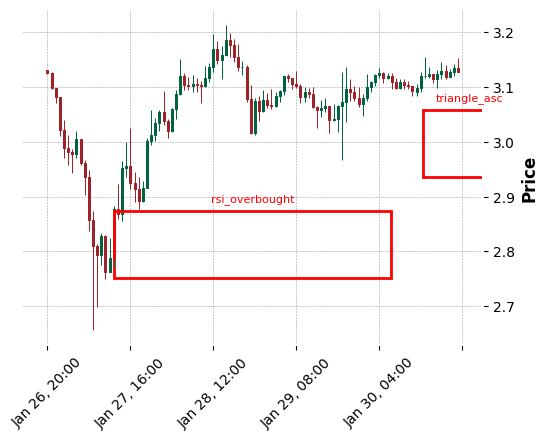 3.2
3.1
triangle_asc
3.0
Price
2.9
rsi_overbought
2.8
2.7
Jan 26, 20:00
Jan 27, 16:00
Jan 28, 12:00
Jan 29, 08:00
Jan 30, 04:00